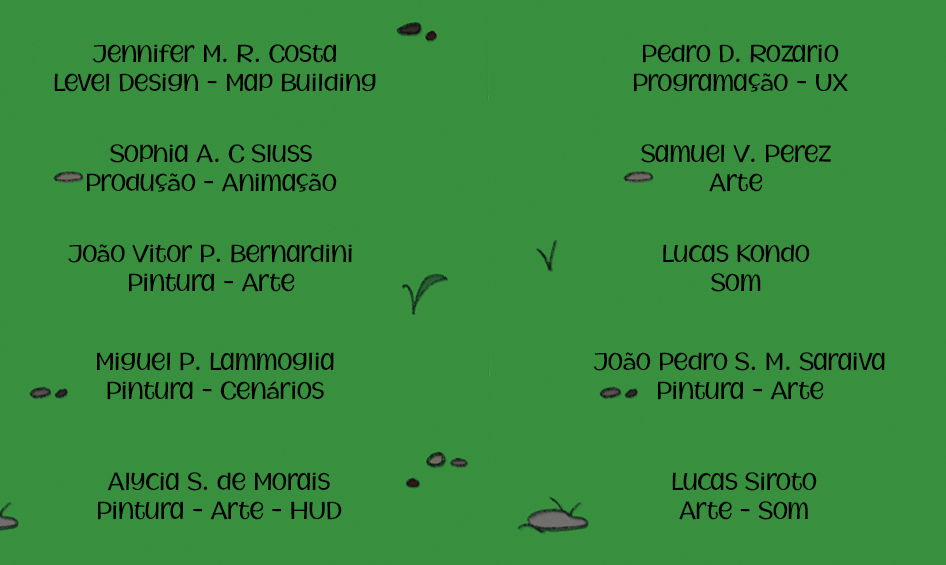 Jennifer M. R. Costa
Level Design - Map Building
Pedro D. Rozario
Programação - UX
Sophia A. C Sluss
Produção - Animação
Samuel V. Perez
Arte
João Vitor P. Bernardini
Pintura - Arte
Lucas Kondo
Som
Miguel P. Lammoglia
Pintura - Cenários
João Pedro S. M. Saraiva
Pintura - Arte
Alycia S. de Morais
Pintura - Arte - HUD
Lucas Siroto
Arte - Som